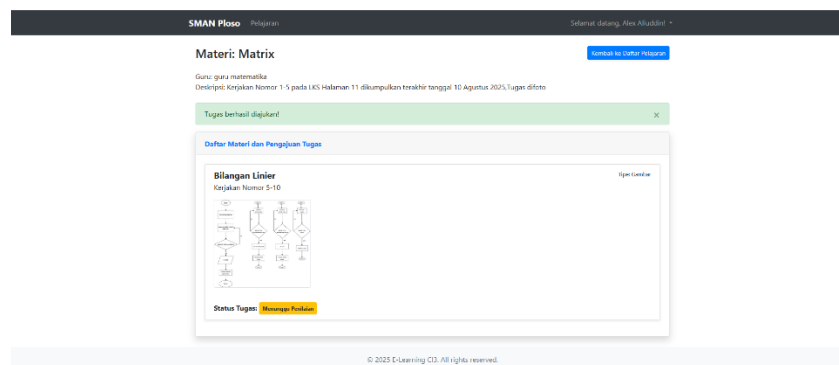 SMAN Ploso Pelajaran Selamat datang, Alex Aliuddin!
Materi: Matrix Kembali ke Daftar Pelajaran
Guru: guru matematika
Deskripsi: Kerjakan Nomor 1-5 pada LKS Halaman 11 dikumpulkan terakhir tanggal 10 Agustus 2025,Tugas difoto
Tugas berhasil diajukan! ×
Daftar Materi dan Pengajuan Tugas
Bilangan Linier Tipe: Gambar
Kerjakan Nomor 5-10
Status Tugas: Menunggu Penilaian
© 2025 E-Learning CI3. All rights reserved.